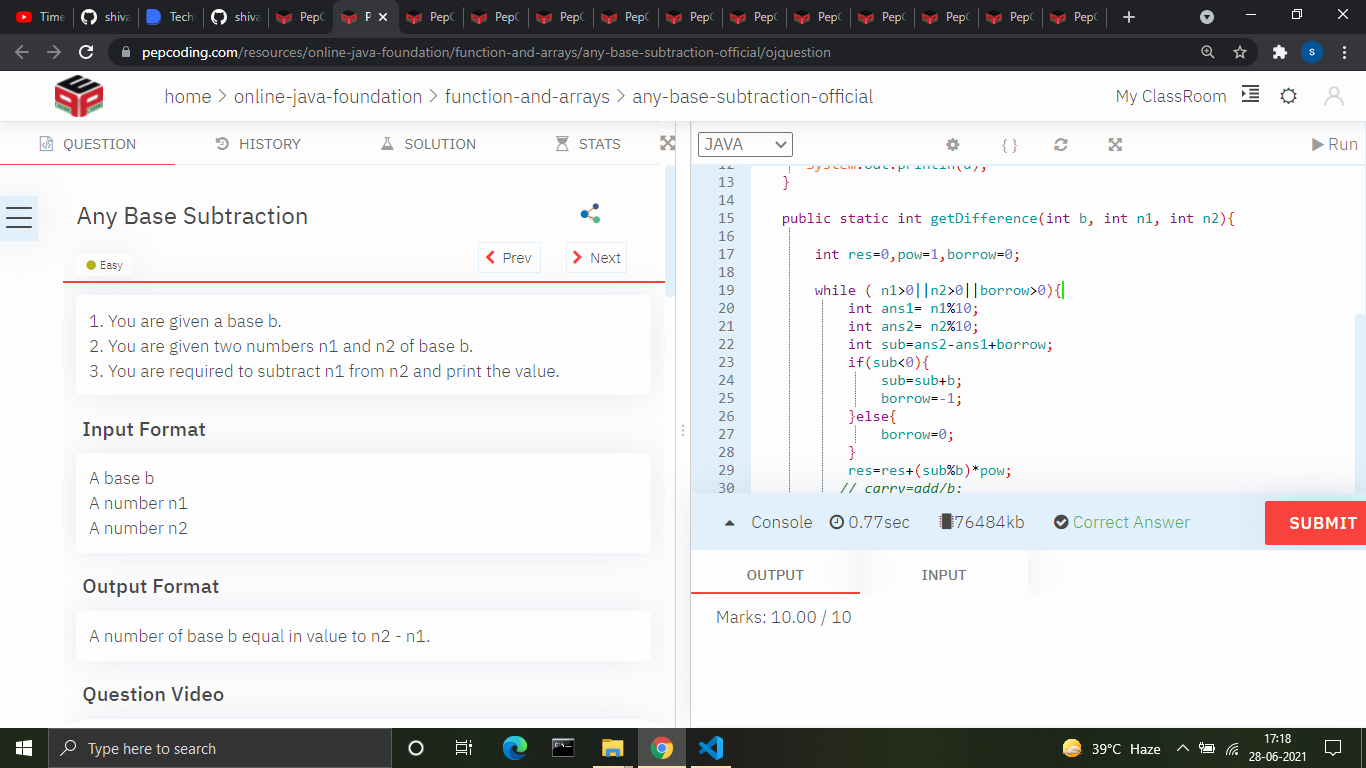 Time
shiva
Tech
shiva
PepC
P
PepC
PepC
PepC
PepC
PepC
PepC
PepC
PepC
PepC
PepC
PepC
pepcoding.com/resources/online-java-foundation/function-and-arrays/any-base-subtraction-official/ojquestion
S
home > online-java-foundation > function-and-arrays > any-base-subtraction-official
My ClassRoom
QUESTION
HISTORY
SOLUTION
STATS
Any Base Subtraction
Easy
Prev
Next
1. You are given a base b.
2. You are given two numbers n1 and n2 of base b.
3. You are required to subtract n1 from n2 and print the value.
Input Format
A base b
A number n1
A number n2
Output Format
A number of base b equal in value to n2 - n1.
Question Video
JAVA
{ }
Run
12 System.out.println(d);
13 }
14
15 public static int getDifference(int b, int n1, int n2){
16
17 int res=0,pow=1,borrow=0;
18
19 while ( n1>0||n2>0||borrow>0){
20 int ans1= n1%10;
21 int ans2= n2%10;
22 int sub=ans2-ans1+borrow;
23 if(sub<0){
24 sub=sub+b;
25 borrow=-1;
26 }else{
27 borrow=0;
28 }
29 res=res+(sub%b)*pow;
30 // carry=add/b;
Console
0.77sec
76484kb
Correct Answer
SUBMIT
OUTPUT
INPUT
Marks: 10.00 / 10
Type here to search
39°C Haze
17:18
28-06-2021